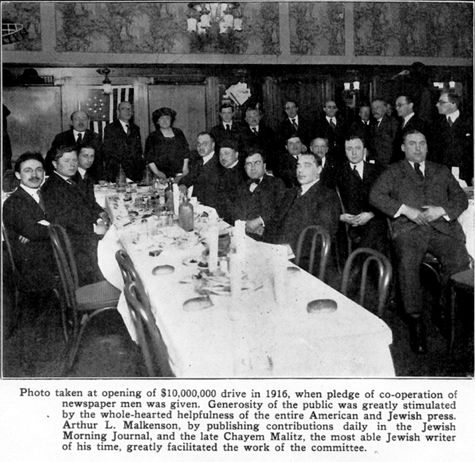 Photo taken at opening of $10,000,000 drive in 1916, when pledge of co-operation of
newspaper men was given. Generosity of the public was greatly stimulated
by the whole-hearted helpfulness of the entire American and Jewish press.
Arthur L. Malkenson, by publishing contributions daily in the Jewish
Morning Journal, and the late Chayem Malitz, the most able Jewish writer
of his time, greatly facilitated the work of the committee.